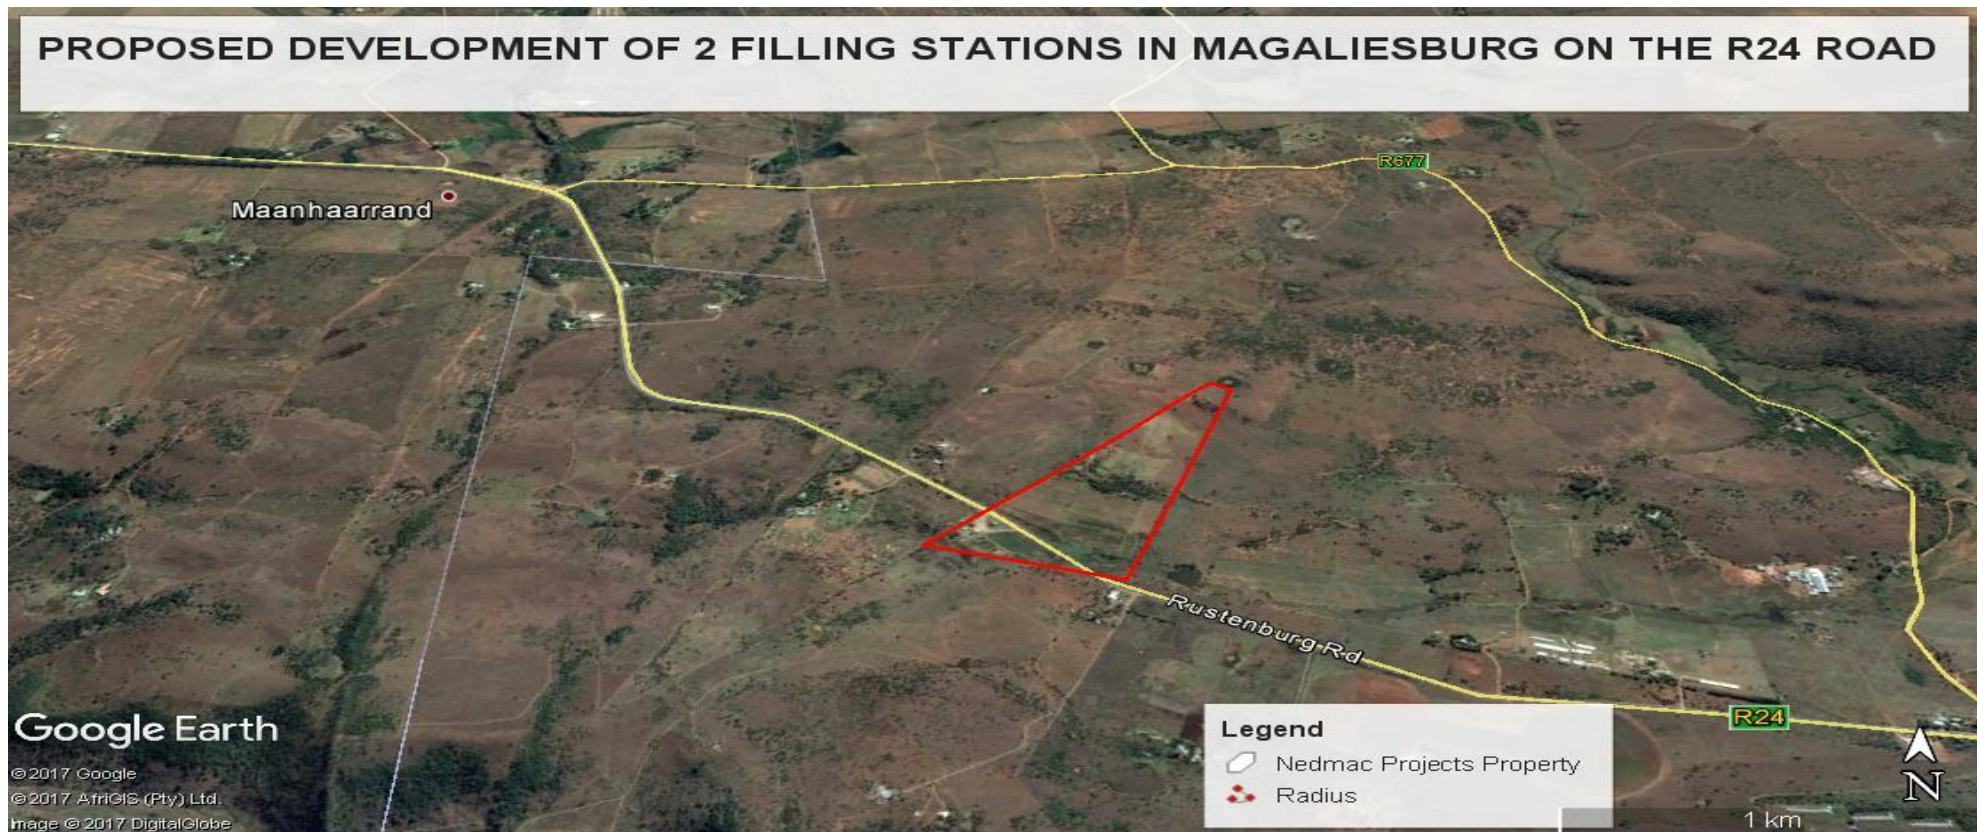 PROPOSED DEVELOPMENT OF 2 FILLING STATIONS IN MAGALIESBURG ON THE R24 ROAD
R677
Maanhaarrand
Rustenburg Rd
R24
Legend
Nedmac Projects Property
Radius
Google Earth
© 2017 Google
© 2017 AfriGIS (Pty) Ltd.
Image © 2017 DigitalGlobe
N
1 km